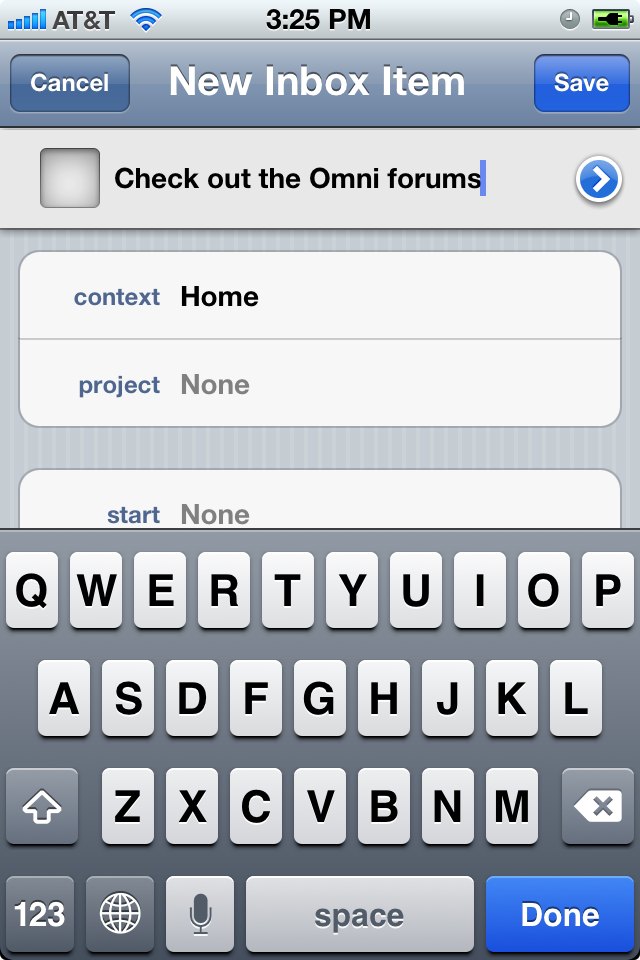 AT&T 3:25 PM
Cancel New Inbox Item Save
Check out the Omni forums
context Home
project None
start None
Q W E R T Y U I O P
A S D F G H J K L
Z X C V B N M
123 space Done